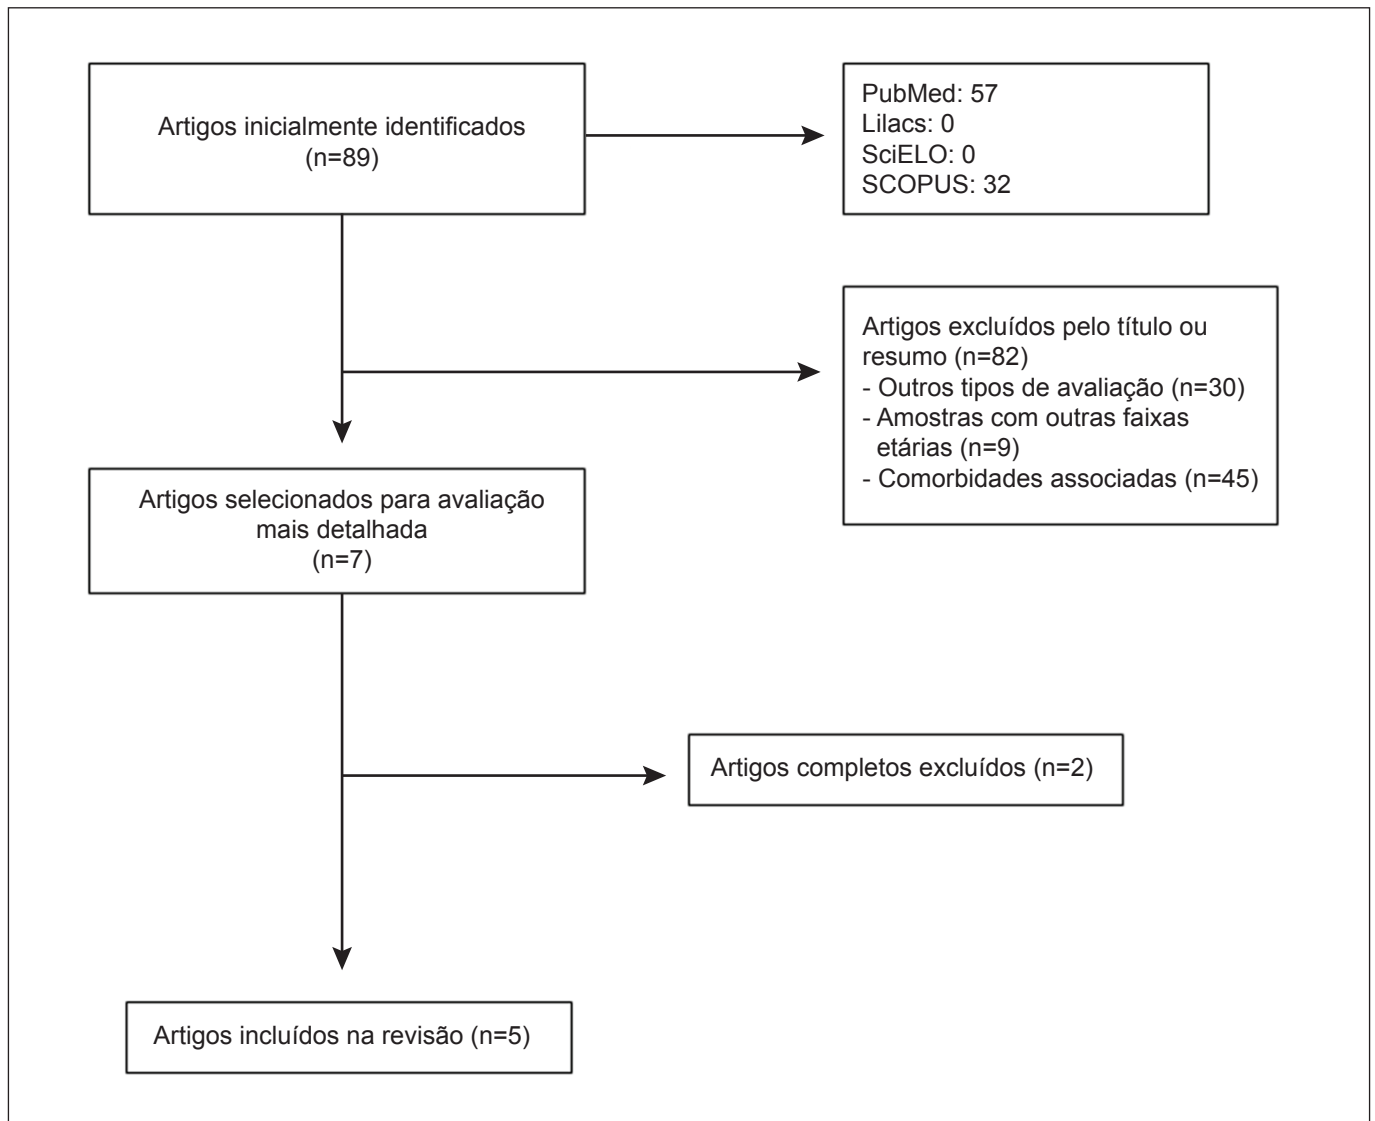 Artigos inicialmente identificados
(n=89)
PubMed: 57
Lilacs: 0
SciELO: 0
SCOPUS: 32
Artigos excluídos pelo título ou
resumo (n=82)
- Outros tipos de avaliação (n=30)
- Amostras com outras faixas
etárias (n=9)
- Comorbidades associadas (n=45)
Artigos selecionados para avaliação
mais detalhada
(n=7)
Artigos completos excluídos (n=2)
Artigos incluídos na revisão (n=5)